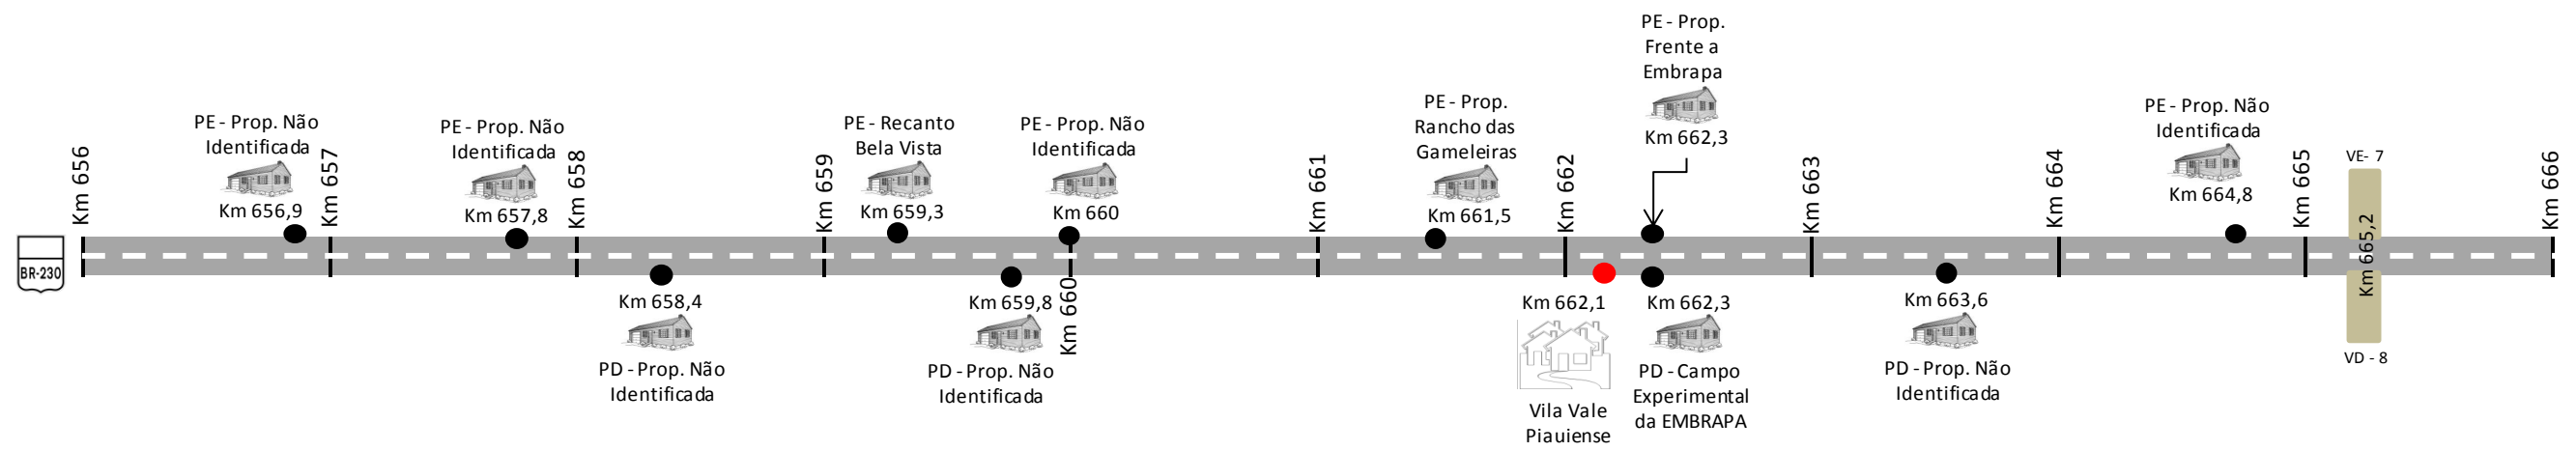 PE - Prop.
Frente a
Embrapa
Km 662,3
PE - Prop. Não
Identificada
Km 656,9
PE - Prop. Não
Identificada
Km 657,8
PE - Recanto
Bela Vista
Km 659,3
PE - Prop. Não
Identificada
Km 660
PE - Prop.
Rancho das
Gameleiras
Km 661,5
PE - Prop. Não
Identificada
Km 664,8
Km 656
Km 657
Km 658
Km 659
Km 660
Km 661
Km 662
Km 663
Km 664
Km 665
Km 666
BR-230
VE- 7
Km 665,2
VD - 8
Km 658,4
PD - Prop. Não
Identificada
Km 659,8
PD - Prop. Não
Identificada
Km 662,1
Vila Vale
Piauiense
Km 662,3
PD - Campo
Experimental
da EMBRAPA
Km 663,6
PD - Prop. Não
Identificada